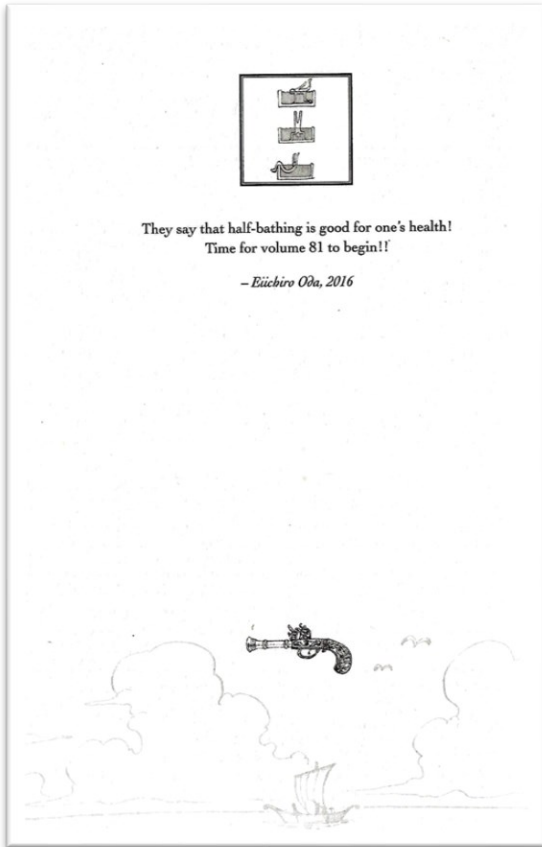 They say that half-bathing is good for one's health!
Time for volume 81 to begin!!
– Eiichiro Oda, 2016